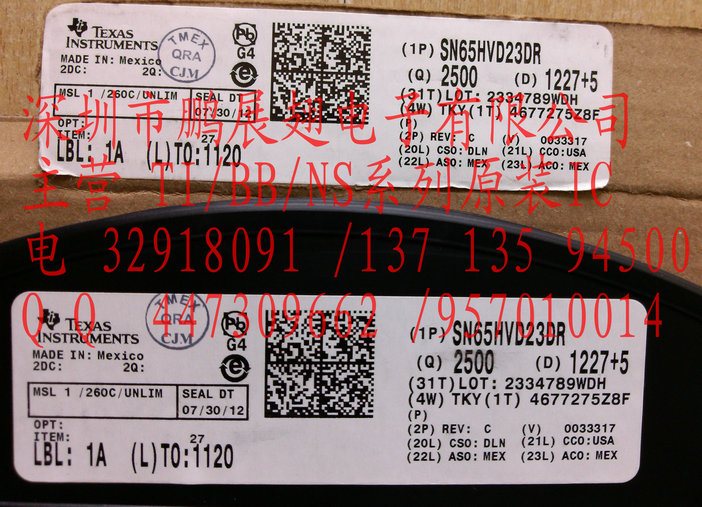 TEXAS INSTRUMENTS
MADE IN: Mexico
2DC: 2Q:
TMEX QRA CJM
Pb
G4
e
MSL 1 /260C/UNLIM
SEAL DT
07/30/12
OPT:
ITEM: 27
LBL: 1A (L)TO:1120
(1P) SN65HVD23DR
(Q) 2500 (D) 1227+5
(31T)LOT: 2334789WDH
(4W) TKY(1T) 4677275Z8F
(P)
(2P) REV: C (V) 0033317
(20L) CSO:DLN (21L) CCO:USA
(22L) ASO:MEX (23L) ACO:MEX
深圳市鹏展翅电子有限公司
主营 TI/BB/NS系列原装IC
电 32918091 /137 135 94500
QQ 447309662 /957010014
TEXAS INSTRUMENTS
MADE IN: Mexico
2DC: 2Q:
TMEX QRA CJM
Pb
G4
e
MSL 1 /260C/UNLIM
SEAL DT
07/30/12
OPT:
ITEM: 27
LBL: 1A (L)TO:1120
(1P) SN65HVD23DR
(Q) 2500 (D) 1227+5
(31T)LOT: 2334789WDH
(4W) TKY(1T) 4677275Z8F
(P)
(2P) REV: C (V) 0033317
(20L) CSO: DLN (21L) CCO:USA
(22L) ASO: MEX (23L) ACO: MEX